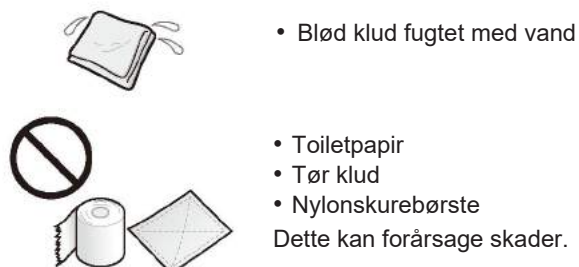 • Blød klud fugtet med vand
• Toiletpapir
• Tør klud
• Nylonskurebørste
Dette kan forårsage skader.